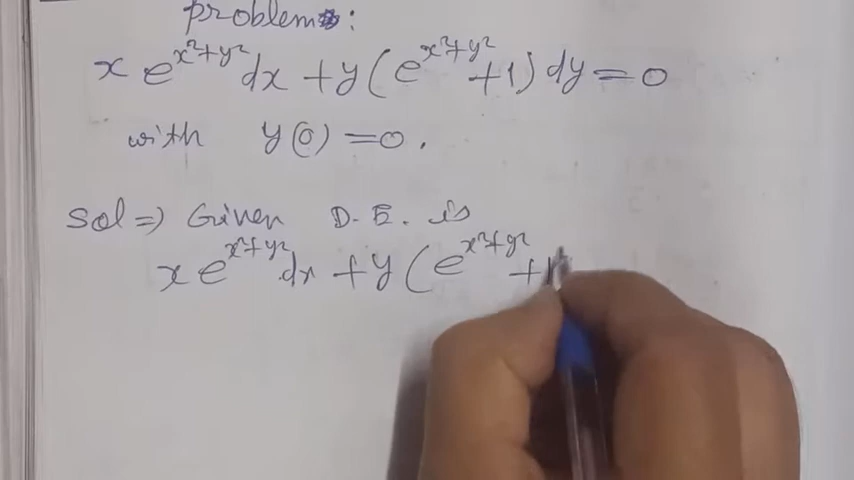 problem:
x e^{x²+y²} dx + y (e^{x²+y²} +1) dy = 0
with y(0) = 0.
Sol => Given D.E. is
x e^{x²+y²} dx + y (e^{x²+y²} +1